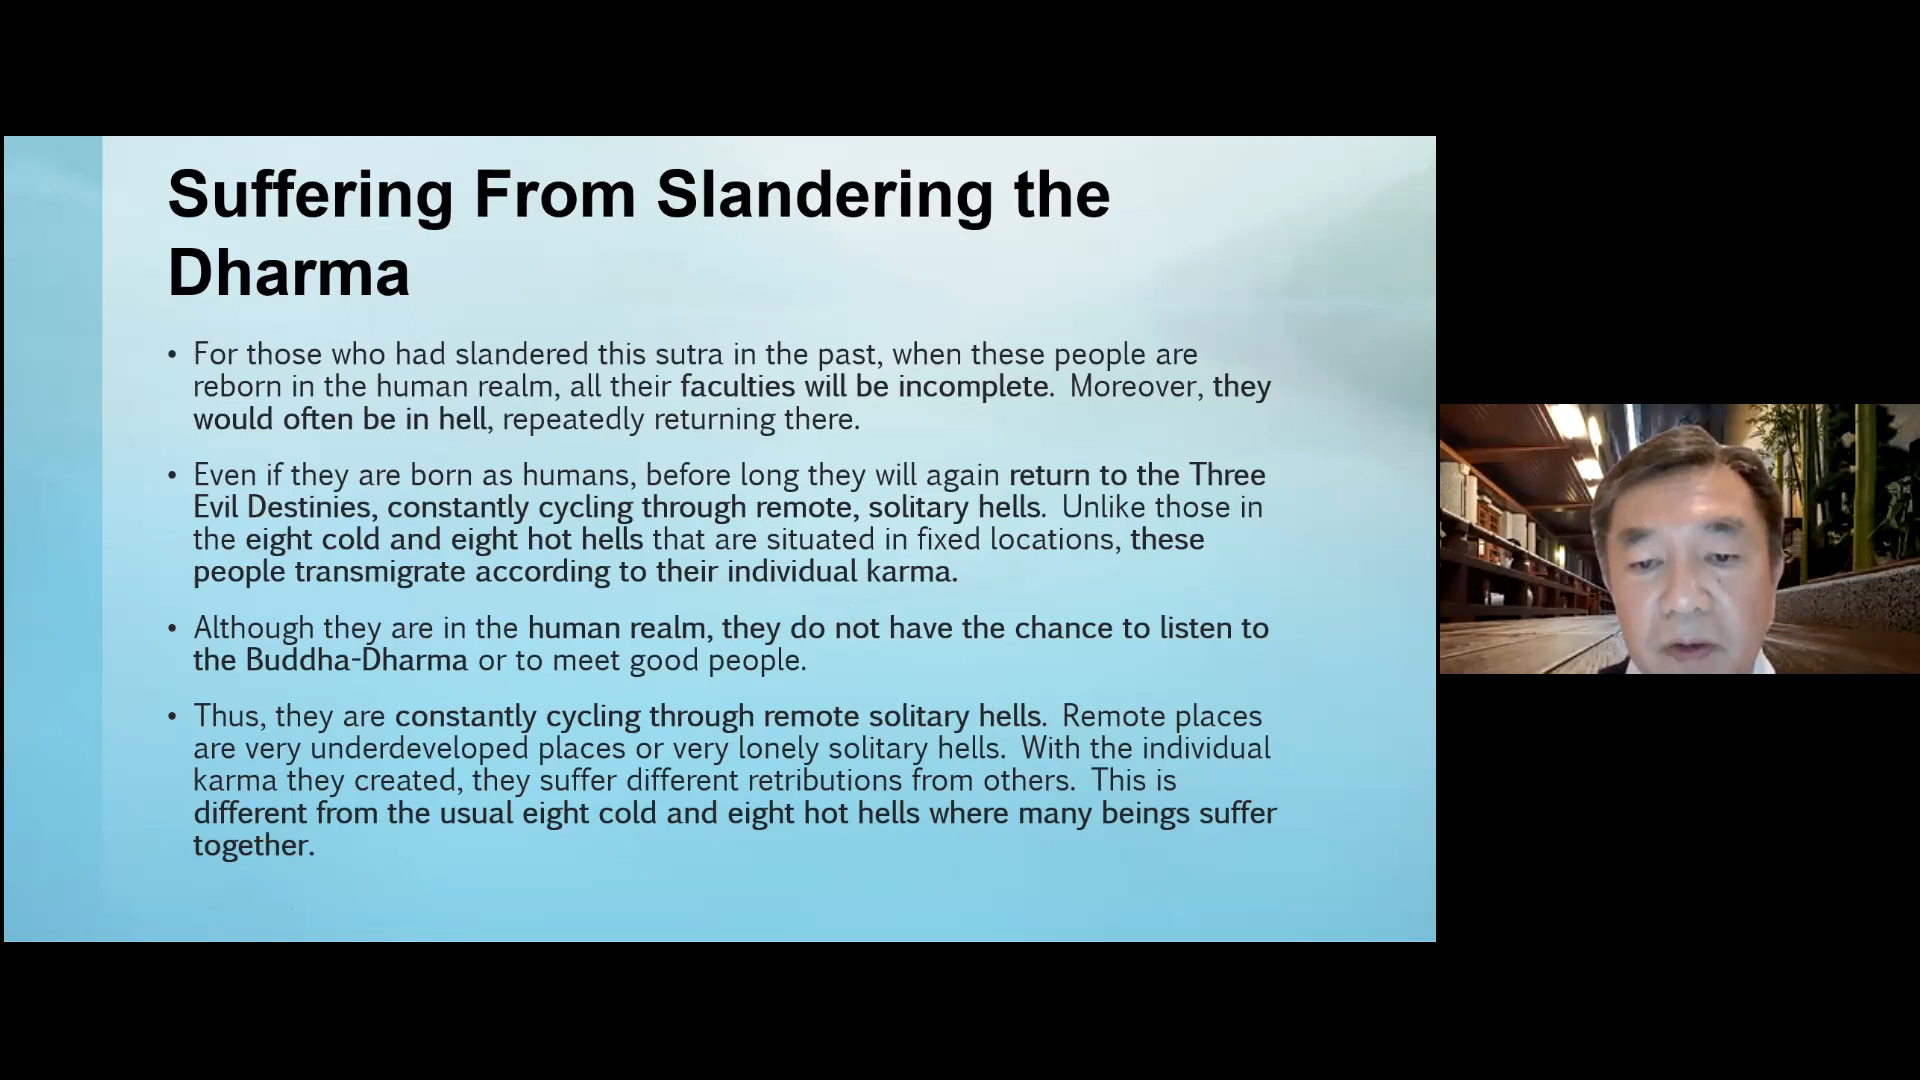 Suffering From Slandering the
Dharma
• For those who had slandered this sutra in the past, when these people are
reborn in the human realm, all their faculties will be incomplete. Moreover, they
would often be in hell, repeatedly returning there.
• Even if they are born as humans, before long they will again return to the Three
Evil Destinies, constantly cycling through remote, solitary hells. Unlike those in
the eight cold and eight hot hells that are situated in fixed locations, these
people transmigrate according to their individual karma.
• Although they are in the human realm, they do not have the chance to listen to
the Buddha-Dharma or to meet good people.
• Thus, they are constantly cycling through remote solitary hells. Remote places
are very underdeveloped places or very lonely solitary hells. With the individual
karma they created, they suffer different retributions from others. This is
different from the usual eight cold and eight hot hells where many beings suffer
together.